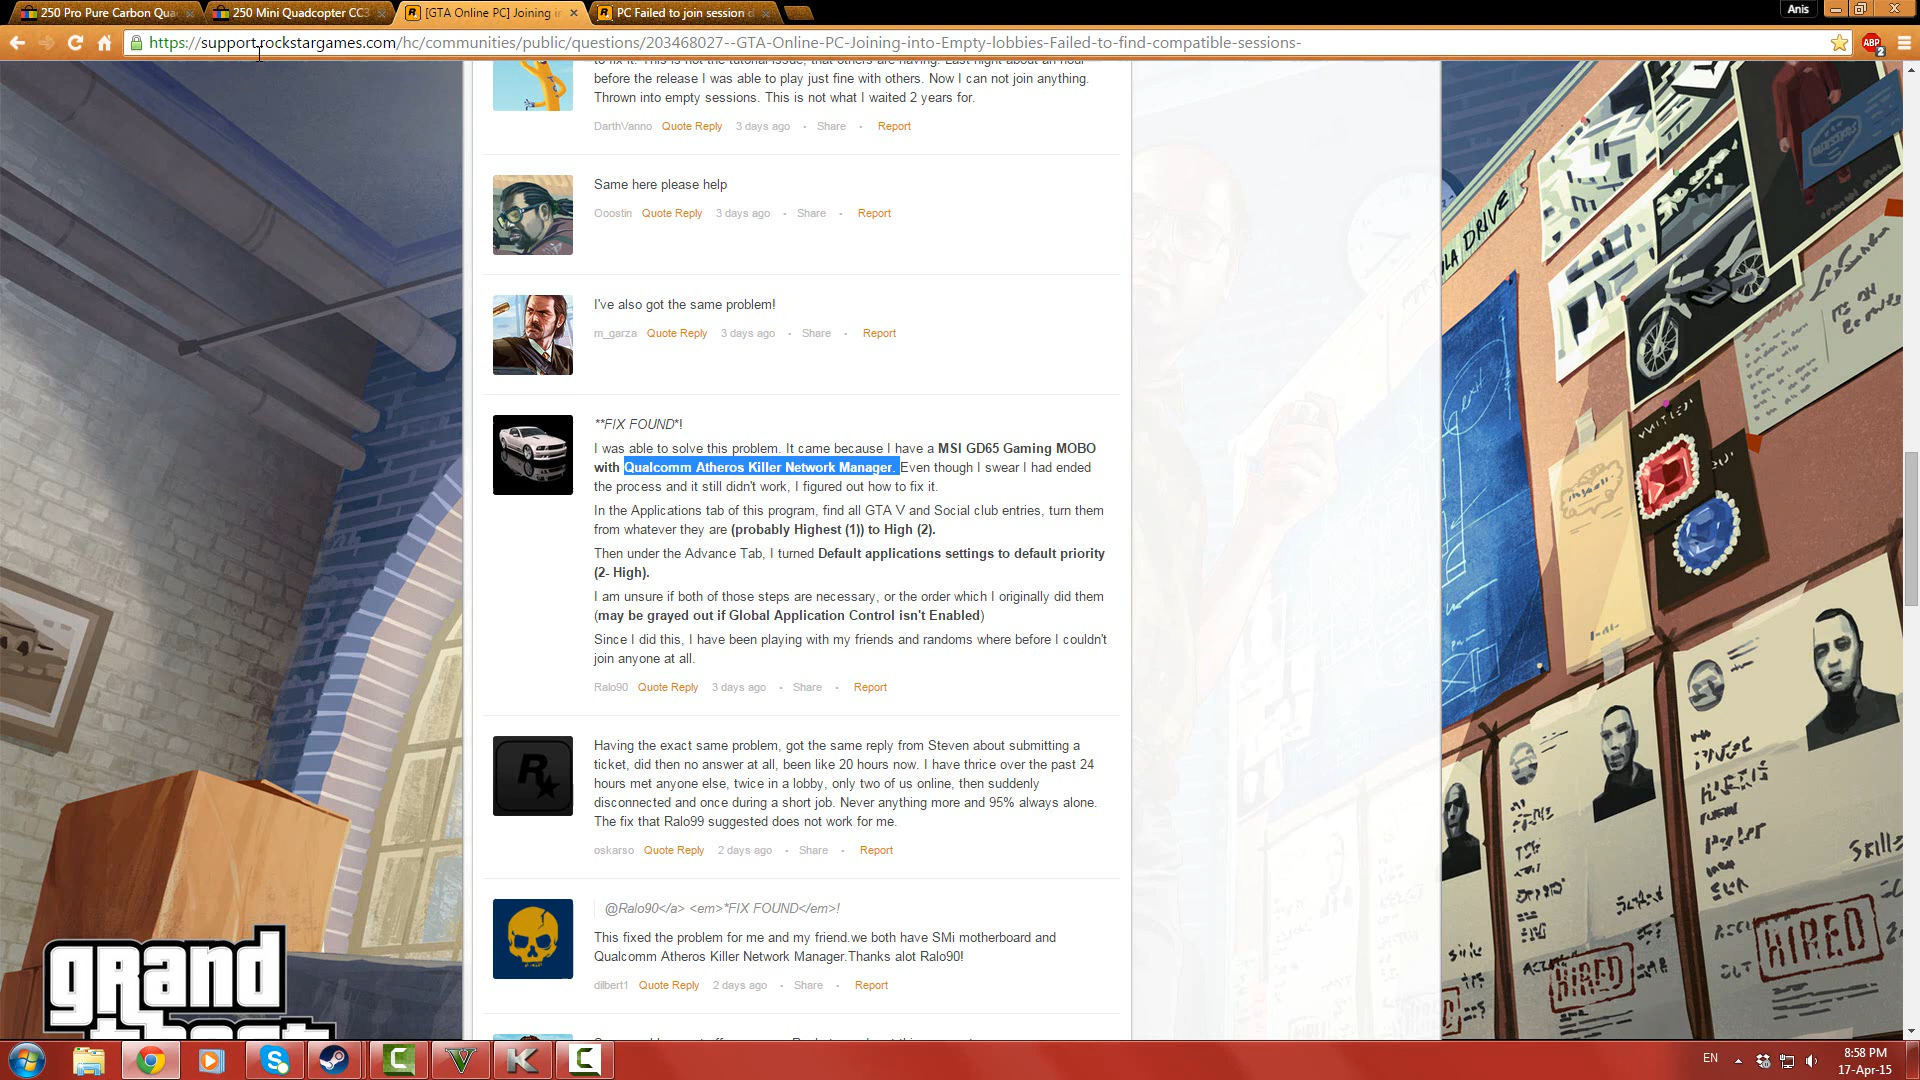 250 Pro Pure Carbon Qua
250 Mini Quadcopter CC3
[GTA Online PC] Joining in
PC Failed to join session d
Anis
https://support.rockstargames.com/hc/communities/public/questions/203468027--GTA-Online-PC-Joining-into-Empty-lobbies-Failed-to-find-compatible-sessions-
ABP
2
before the release I was able to play just fine with others. Now I can not join anything.
Thrown into empty sessions. This is not what I waited 2 years for.
DarthVanno Quote Reply 3 days ago • Share • Report
Same here please help
Ooostin Quote Reply 3 days ago • Share • Report
I've also got the same problem!
m_garza Quote Reply 3 days ago • Share • Report
**FIX FOUND*!
I was able to solve this problem. It came because I have a MSI GD65 Gaming MOBO
with Qualcomm Atheros Killer Network Manager. Even though I swear I had ended
the process and it still didn't work, I figured out how to fix it.
In the Applications tab of this program, find all GTA V and Social club entries, turn them
from whatever they are (probably Highest (1)) to High (2).
Then under the Advance Tab, I turned Default applications settings to default priority
(2- High).
I am unsure if both of those steps are necessary, or the order which I originally did them
(may be grayed out if Global Application Control isn't Enabled)
Since I did this, I have been playing with my friends and randoms where before I couldn't
join anyone at all.
Ralo90 Quote Reply 3 days ago • Share • Report
Having the exact same problem, got the same reply from Steven about submitting a
ticket, did then no answer at all, been like 20 hours now. I have thrice over the past 24
hours met anyone else, twice in a lobby, only two of us online, then suddenly
disconnected and once during a short job. Never anything more and 95% always alone.
The fix that Ralo99 suggested does not work for me.
oskarso Quote Reply 2 days ago • Share • Report
@Ralo90</a> <em>*FIX FOUND</em>!
This fixed the problem for me and my friend.we both have SMi motherboard and
Qualcomm Atheros Killer Network Manager.Thanks alot Ralo90!
dilbert1 Quote Reply 2 days ago • Share • Report
DRIVE
HIRED
HIRED
grand
EN
8:58 PM
17-Apr-15